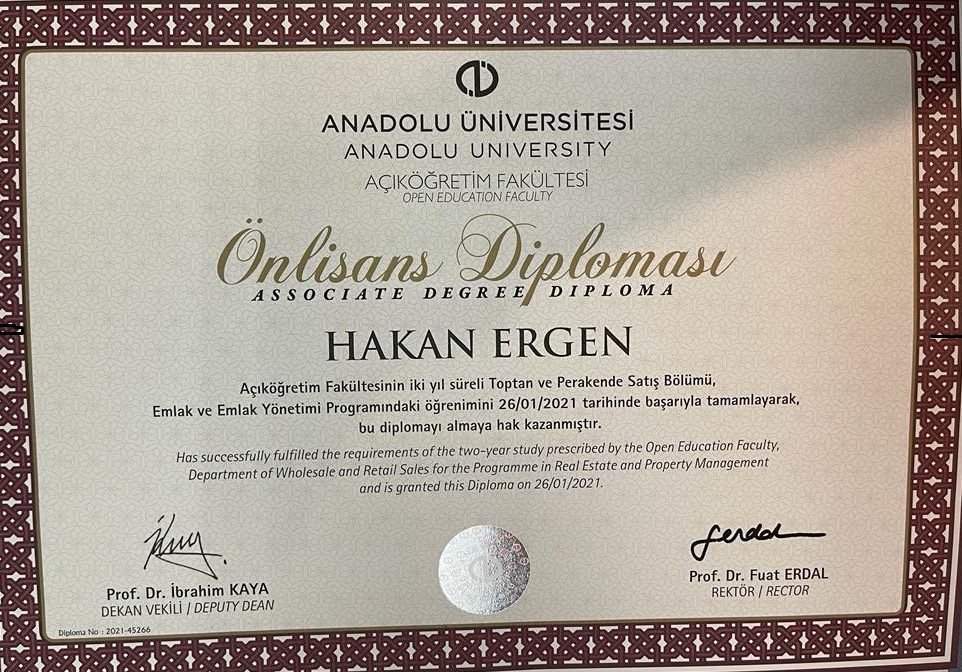 ANADOLU ÜNİVERSİTESİ
ANADOLU UNIVERSITY
AÇIKÖĞRETİM FAKÜLTESİ
OPEN EDUCATION FACULTY
Önlisans Diploması
ASSOCIATE DEGREE DIPLOMA
HAKAN ERGEN
Açıköğretim Fakültesinin iki yıl süreli Toptan ve Perakende Satış Bölümü,
Emlak ve Emlak Yönetimi Programındaki öğrenimini 26/01/2021 tarihinde başarıyla tamamlayarak,
bu diplomayı almaya hak kazanmıştır.
Has successfully fulfilled the requirements of the two-year study prescribed by the Open Education Faculty,
Department of Wholesale and Retail Sales for the Programme in Real Estate and Property Management
and is granted this Diploma on 26/01/2021.
Prof. Dr. İbrahim KAYA
DEKAN VEKİLİ / DEPUTY DEAN
Prof. Dr. Fuat ERDAL
REKTÖR / RECTOR
Diploma No : 2021-45266